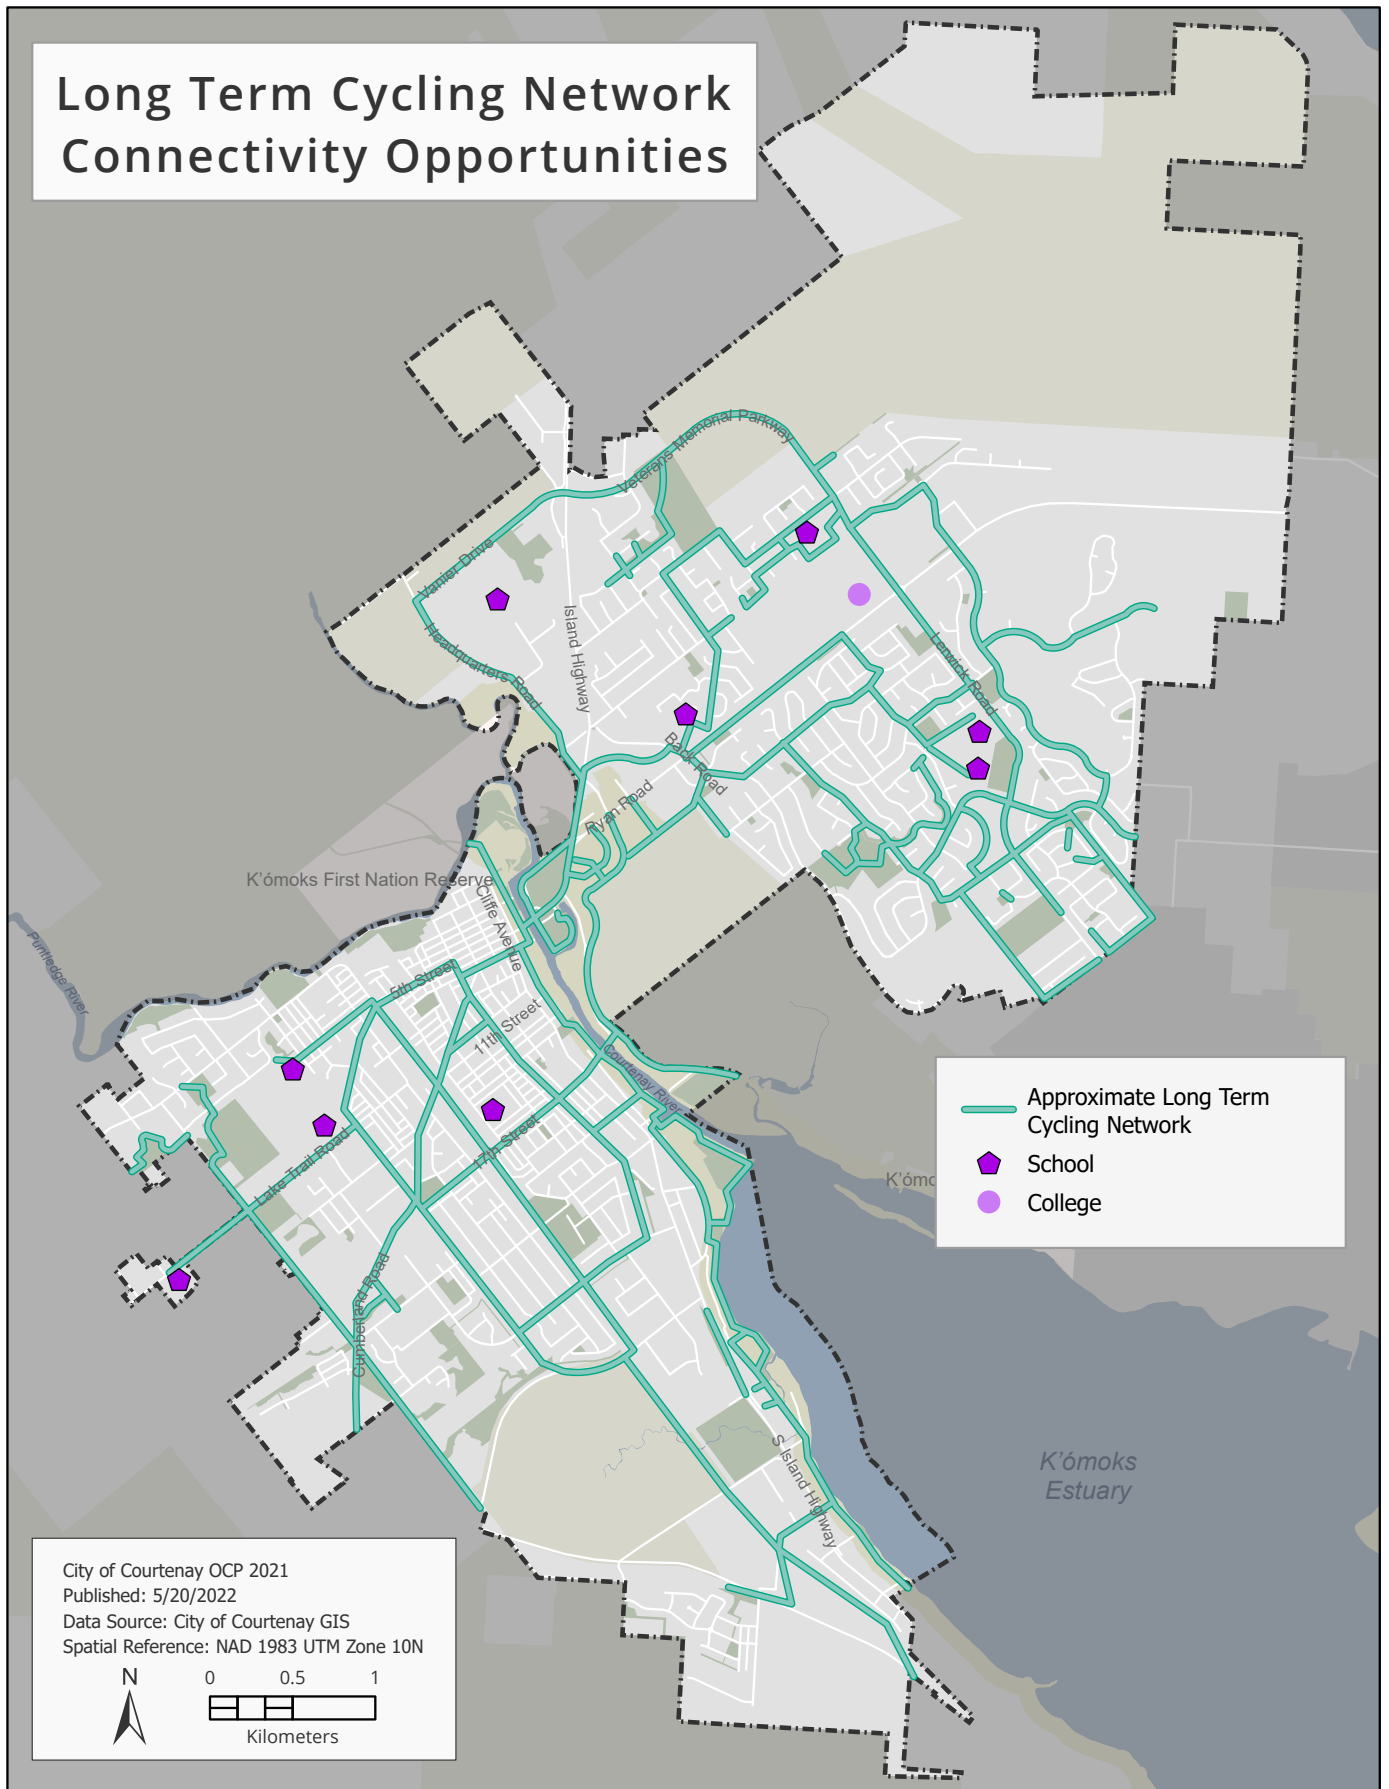 Long Term Cycling Network
Connectivity Opportunities
Veterans Memorial Parkway
Vanier Drive
Headquarters Road
Island Highway
Lerwick Road
Back Road
Ryan Road
K'ómoks First Nation Reserve
Cliffe Avenue
Puntledge River
5th Street
11th Street
Courtenay River
17th Street
Lake Trail Road
Cumberland Road
S Island Highway
K'ómo
Approximate Long Term
Cycling Network
School
College
K'ómoks
Estuary
City of Courtenay OCP 2021
Published: 5/20/2022
Data Source: City of Courtenay GIS
Spatial Reference: NAD 1983 UTM Zone 10N
N
0 0.5 1
Kilometers